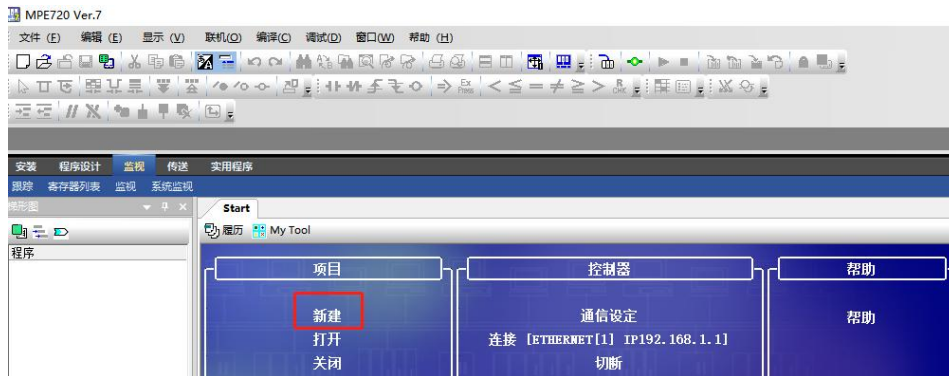 MPE720 Ver.7
文件 (F) 编辑 (E) 显示 (V) 联机(O) 编译(C) 调试(D) 窗口(W) 帮助 (H)
安装 程序设计 监视 传送 实用程序
跟踪 寄存器列表 监视 系统监视
梯形图
Start
履历 My Tool
程序
项目 控制器 帮助
新建 通信设定 帮助
打开 连接 [ETHERNET[1] IP192.168.1.1]
关闭 切断